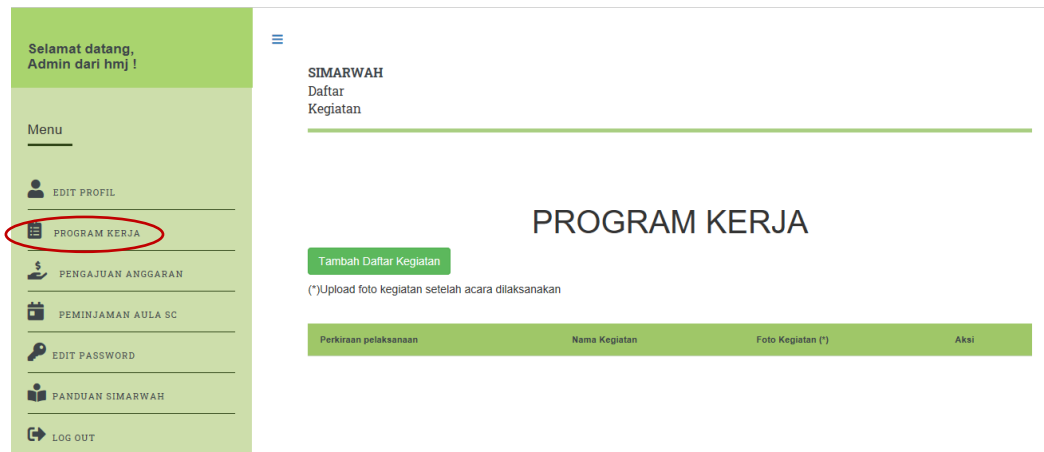 Selamat datang,
Admin dari hmj !
Menu
EDIT PROFIL
PROGRAM KERJA
PENGAJUAN ANGGARAN
PEMINJAMAN AULA SC
EDIT PASSWORD
PANDUAN SIMARWAH
LOG OUT
SIMARWAH
Daftar
Kegiatan
PROGRAM KERJA
Tambah Daftar Kegiatan
(*)Upload foto kegiatan setelah acara dilaksanakan
Perkiraan pelaksanaan Nama Kegiatan Foto Kegiatan (*) Aksi